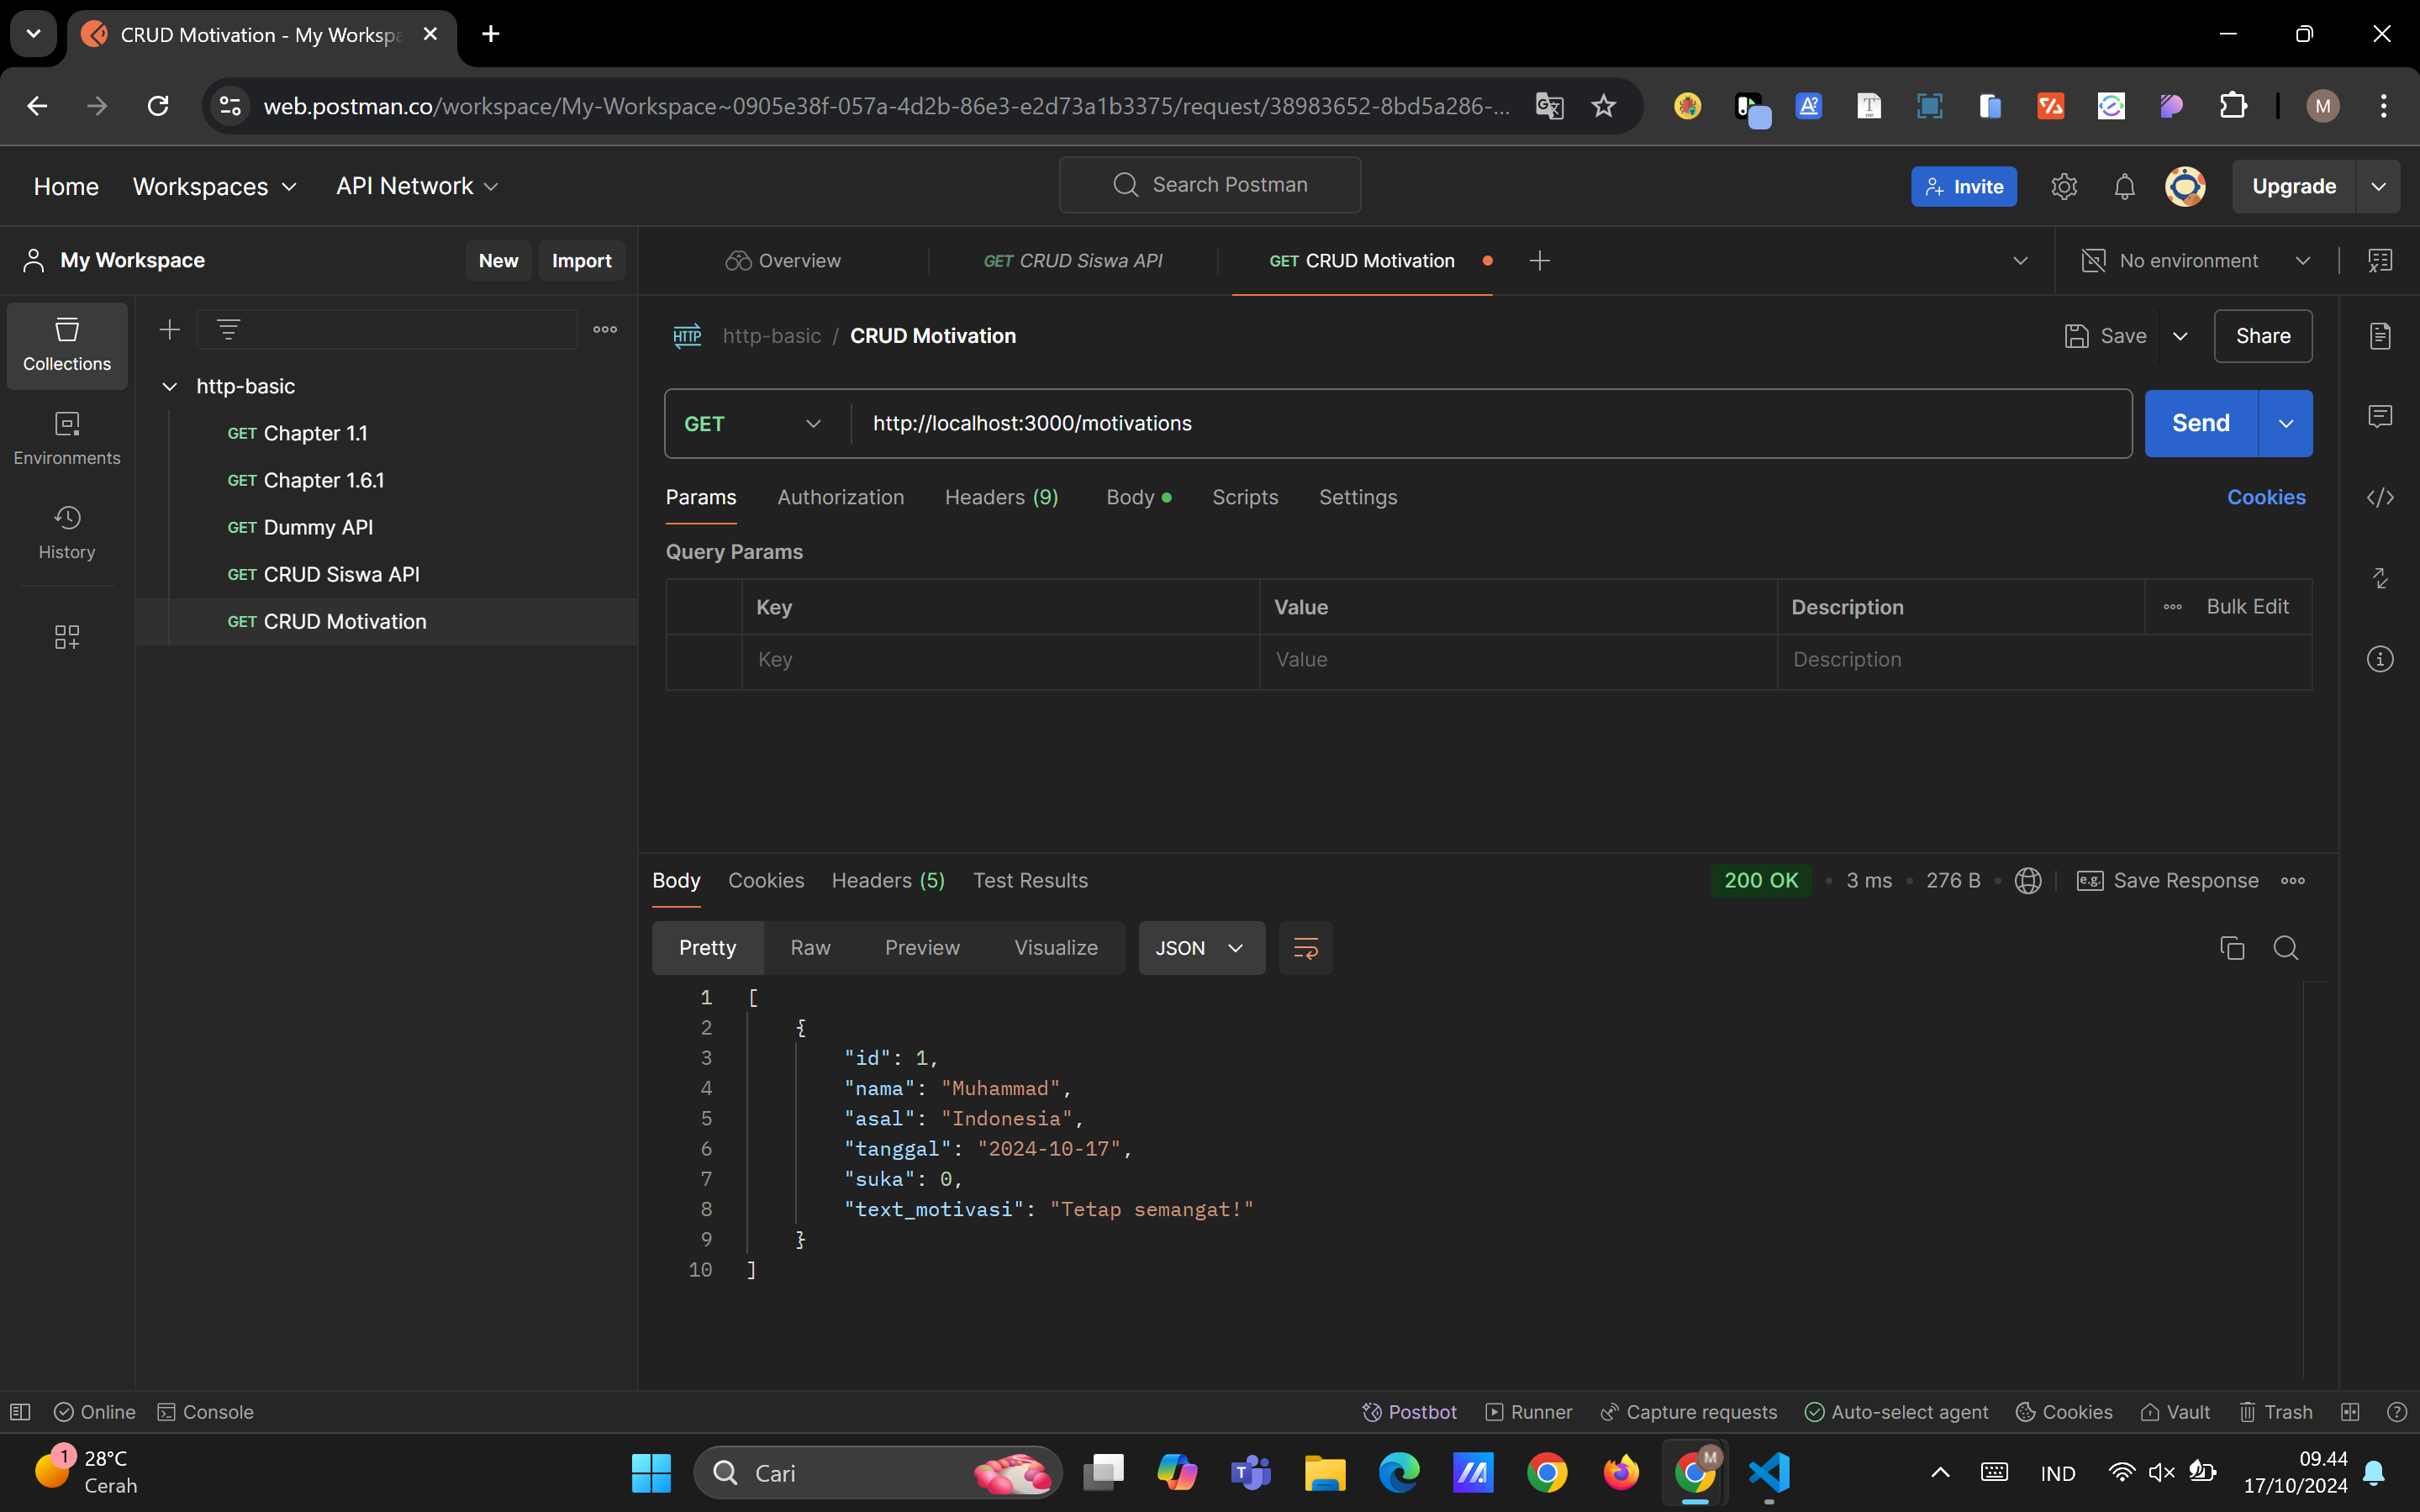 CRUD Motivation - My Workspa
web.postman.co/workspace/My-Workspace~0905e38f-057a-4d2b-86e3-e2d73a1b3375/request/38983652-8bd5a286-...
M
Home Workspaces API Network Search Postman Invite Upgrade
My Workspace New Import Overview GET CRUD Siswa API GET CRUD Motivation No environment
Collections
Environments
History
http-basic
GET Chapter 1.1
GET Chapter 1.6.1
GET Dummy API
GET CRUD Siswa API
GET CRUD Motivation
HTTP http-basic / CRUD Motivation Save Share
GET http://localhost:3000/motivations Send
Params Authorization Headers (9) Body Scripts Settings Cookies
Query Params
Key Value Description Bulk Edit
Key Value Description
Body Cookies Headers (5) Test Results 200 OK • 3 ms • 276 B • e.g. Save Response
Pretty Raw Preview Visualize JSON
1 [
2 {
3 "id": 1,
4 "nama": "Muhammad",
5 "asal": "Indonesia",
6 "tanggal": "2024-10-17",
7 "suka": 0,
8 "text_motivasi": "Tetap semangat!"
9 }
10 ]
Online Console Postbot Runner Capture requests Auto-select agent Cookies Vault Trash
1 28°C
Cerah
Cari
M
IND
09.44
17/10/2024